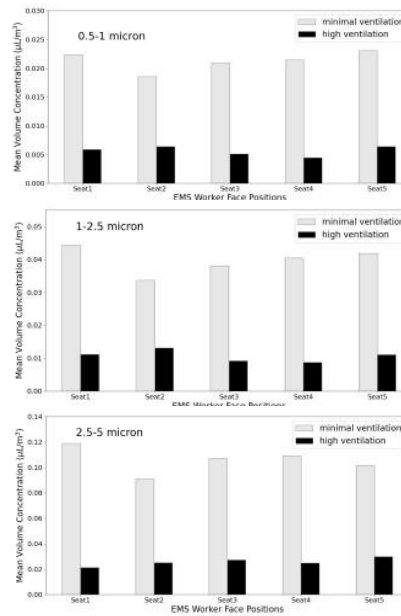 0.030
0.025
0.020
0.015
0.010
0.005
0.000
Mean Volume Concentration (μL/m³)
0.5-1 micron
minimal ventilation
high ventilation
Seat1 Seat2 Seat3 Seat4 Seat5
EMS Worker Face Positions
0.05
0.04
0.03
0.02
0.01
0.00
Mean Volume Concentration (μL/m³)
1-2.5 micron
minimal ventilation
high ventilation
Seat1 Seat2 Seat3 Seat4 Seat5
EMS Worker Face Positions
0.14
0.12
0.10
0.08
0.06
0.04
0.02
0.00
Mean Volume Concentration (μL/m³)
2.5-5 micron
minimal ventilation
high ventilation
Seat1 Seat2 Seat3 Seat4 Seat5
EMS Worker Face Positions